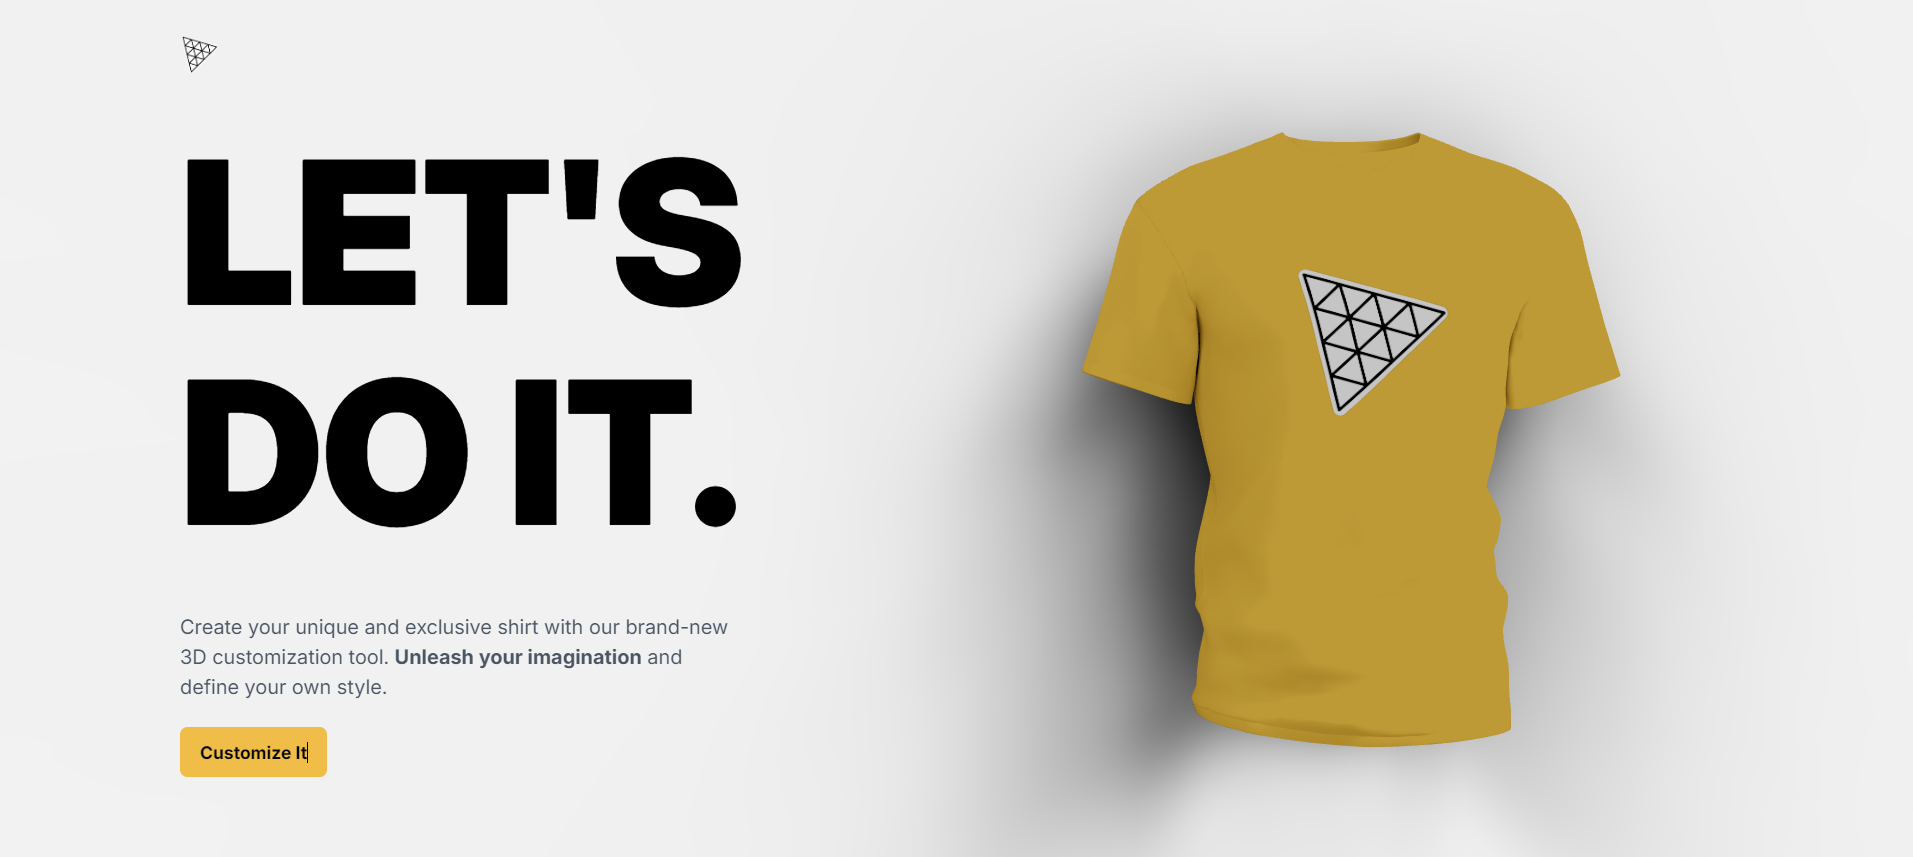 LET'S
DO IT.
Create your unique and exclusive shirt with our brand-new
3D customization tool. Unleash your imagination and
define your own style.
Customize It